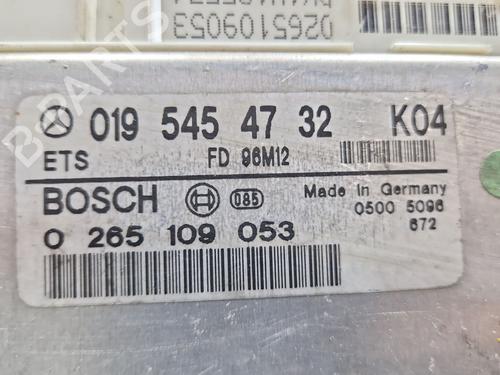 0265109053
019 545 47 32 K04
ETS FD 96M12
BOSCH 085 Made in Germany
0 265 109 053 0500 5096
672
B-PARTS